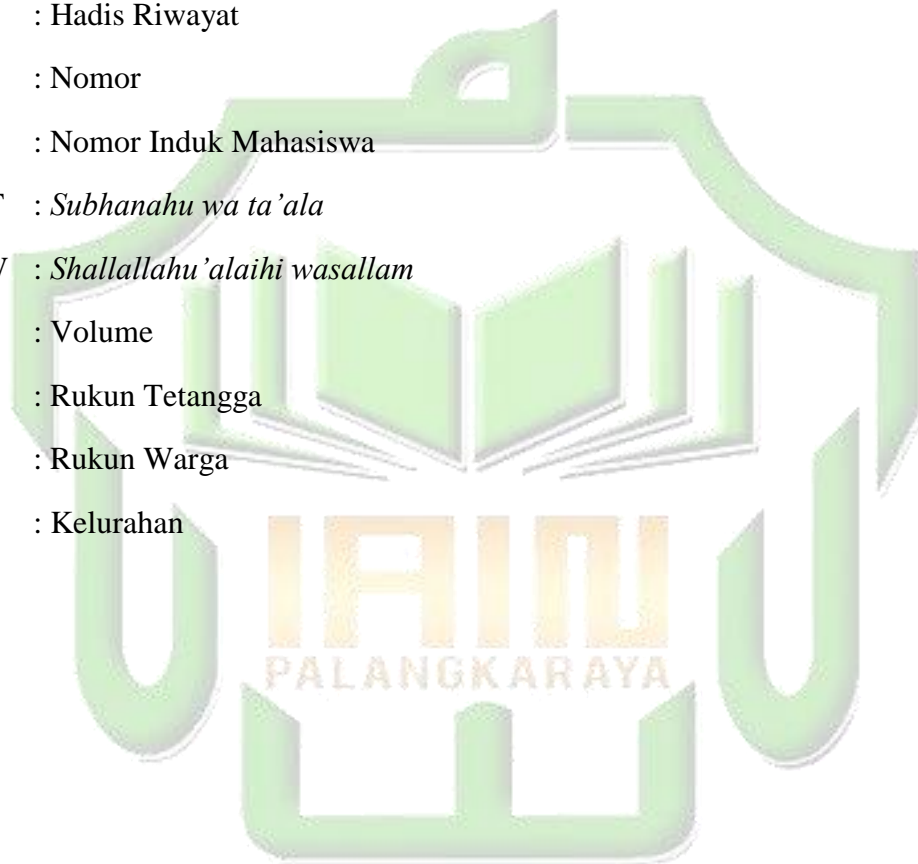 : Hadis Riwayat
: Nomor
: Nomor Induk Mahasiswa
: Subhanahu wa ta’ala
: Shallallahu’alaihi wasallam
: Volume
: Rukun Tetangga
: Rukun Warga
: Kelurahan
IAIN
PALANGKARAYA